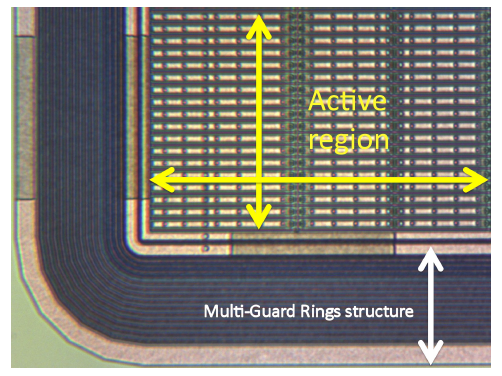 Active
region
Multi-Guard Rings structure